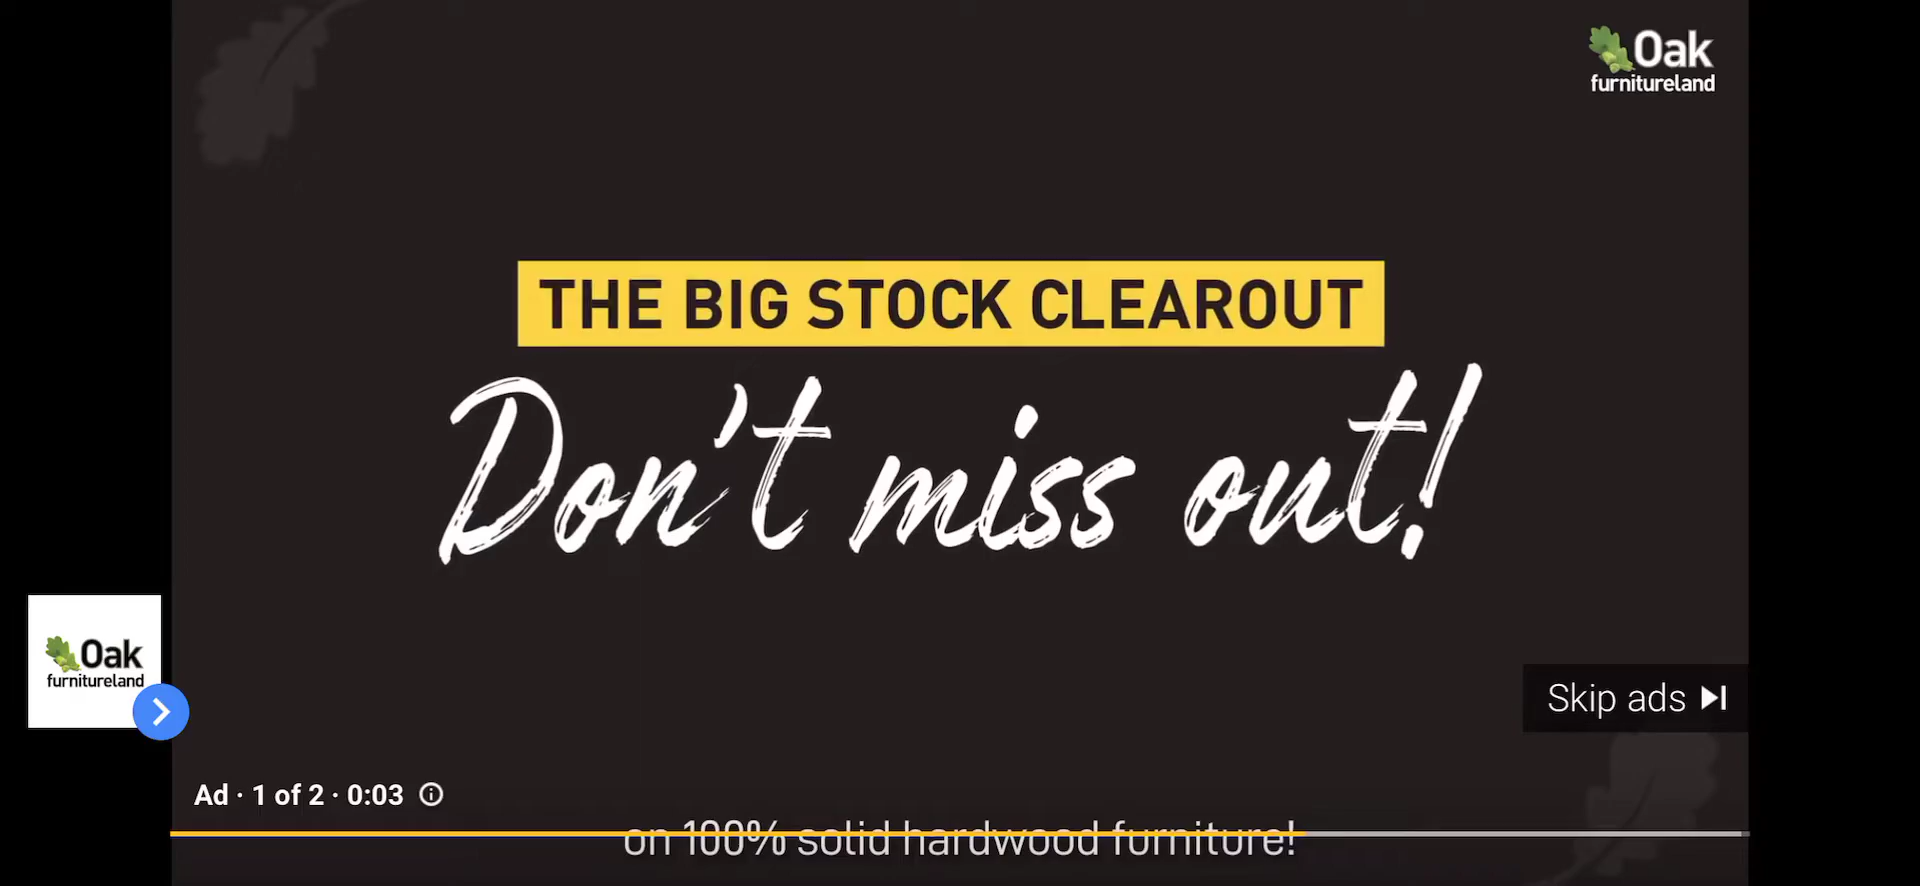 Oak
furnitureland
THE BIG STOCK CLEAROUT
Don't miss out!
Oak
furnitureland
Skip ads
Ad · 1 of 2 · 0:03
on 100% solid hardwood furniture!